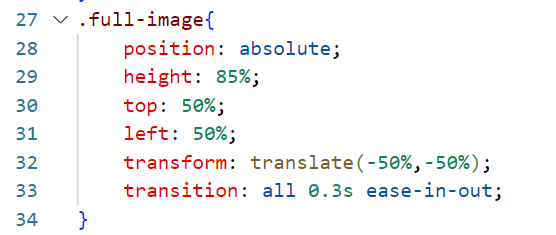 27 .full-image{
28 position: absolute;
29 height: 85%;
30 top: 50%;
31 left: 50%;
32 transform: translate(-50%,-50%);
33 transition: all 0.3s ease-in-out;
34 }